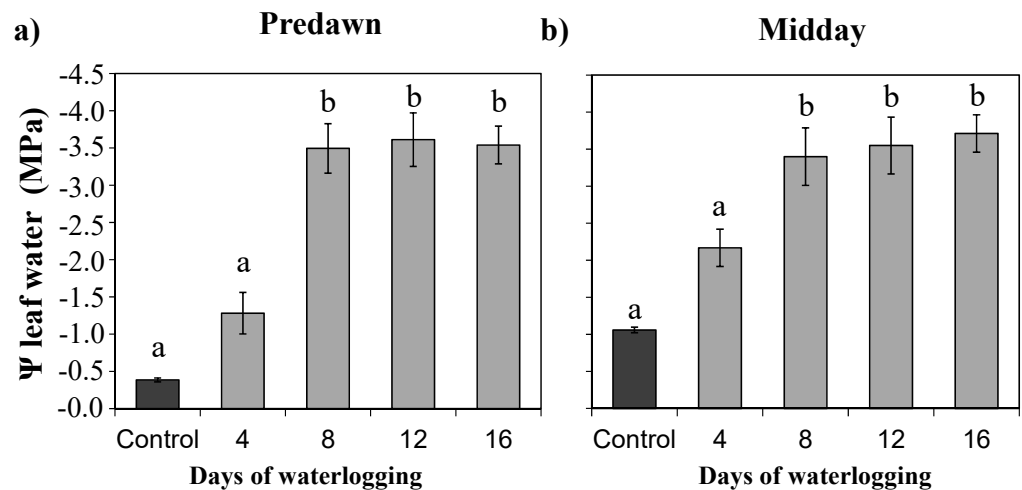 a) Predawn
Ψ leaf water (MPa)
-4.5
-4.0
-3.5
-3.0
-2.5
-2.0
-1.5
-1.0
-0.5
-0.0
a a b b b
Control 4 8 12 16
Days of waterlogging
b) Midday
a a b b b
Control 4 8 12 16
Days of waterlogging